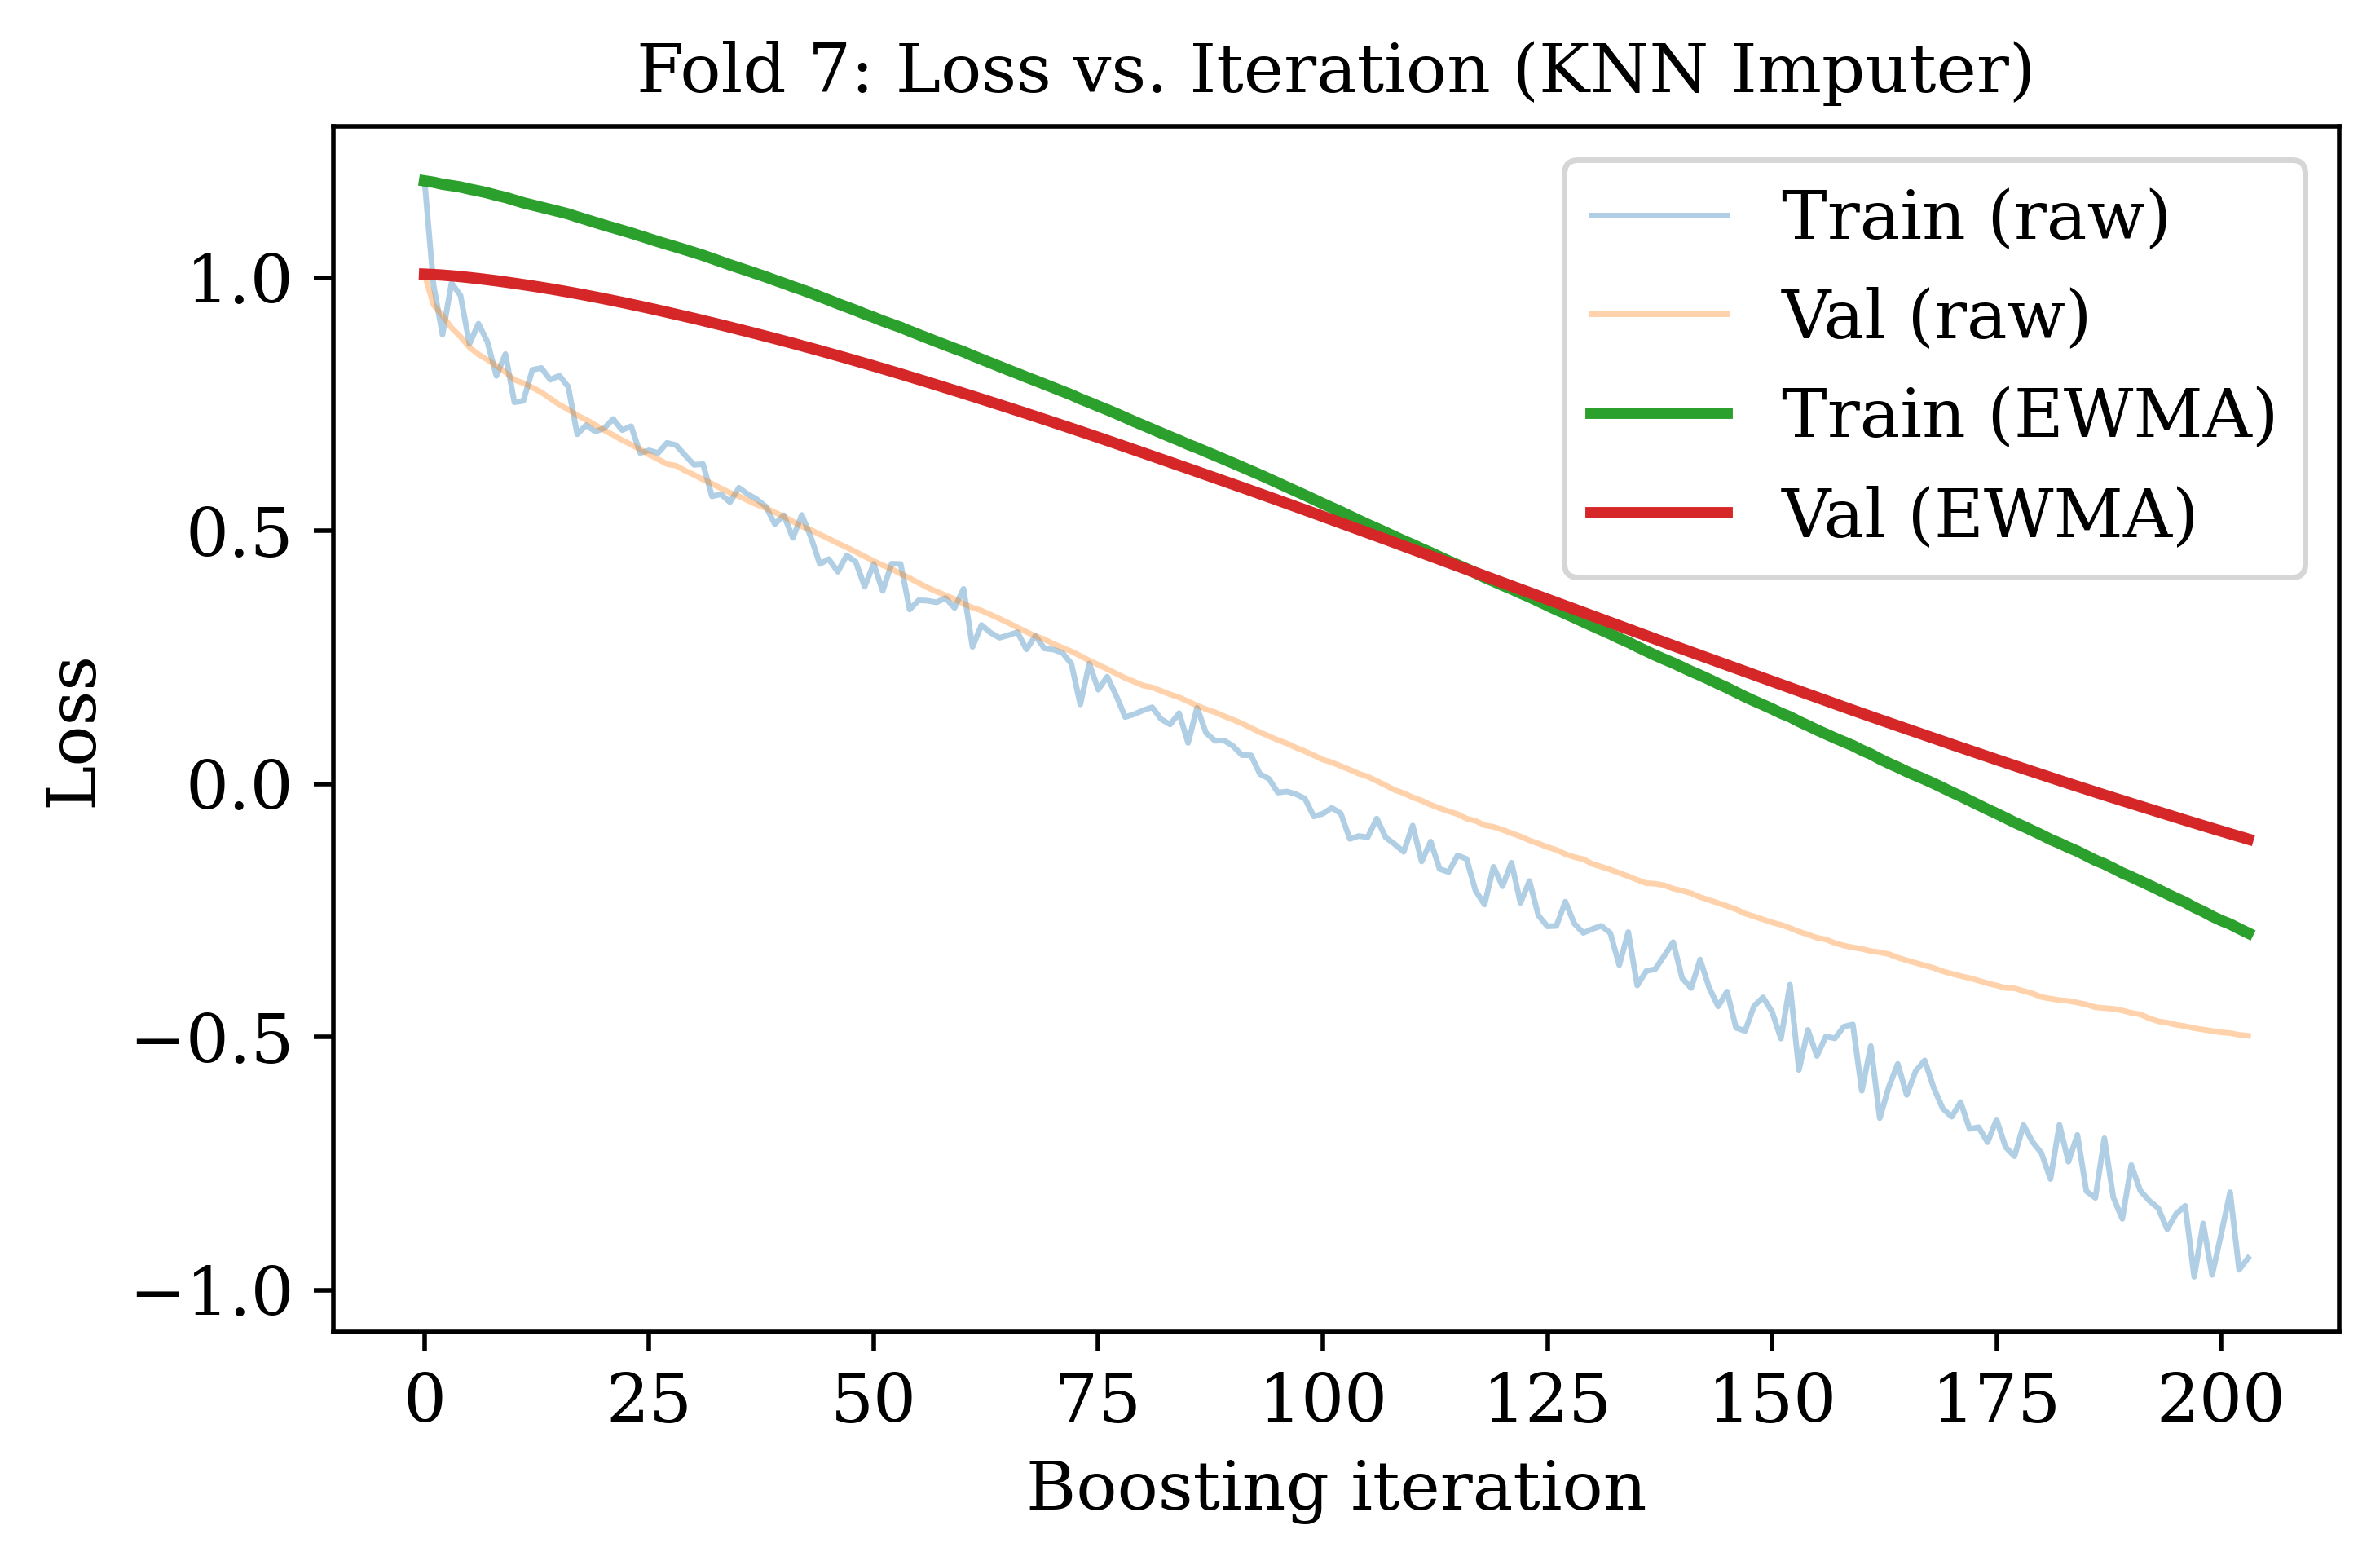 Fold 7: Loss vs. Iteration (KNN Imputer)
Train (raw)
Val (raw)
Train (EWMA)
Val (EWMA)
Loss
1.0
0.5
0.0
−0.5
−1.0
0 25 50 75 100 125 150 175 200
Boosting iteration